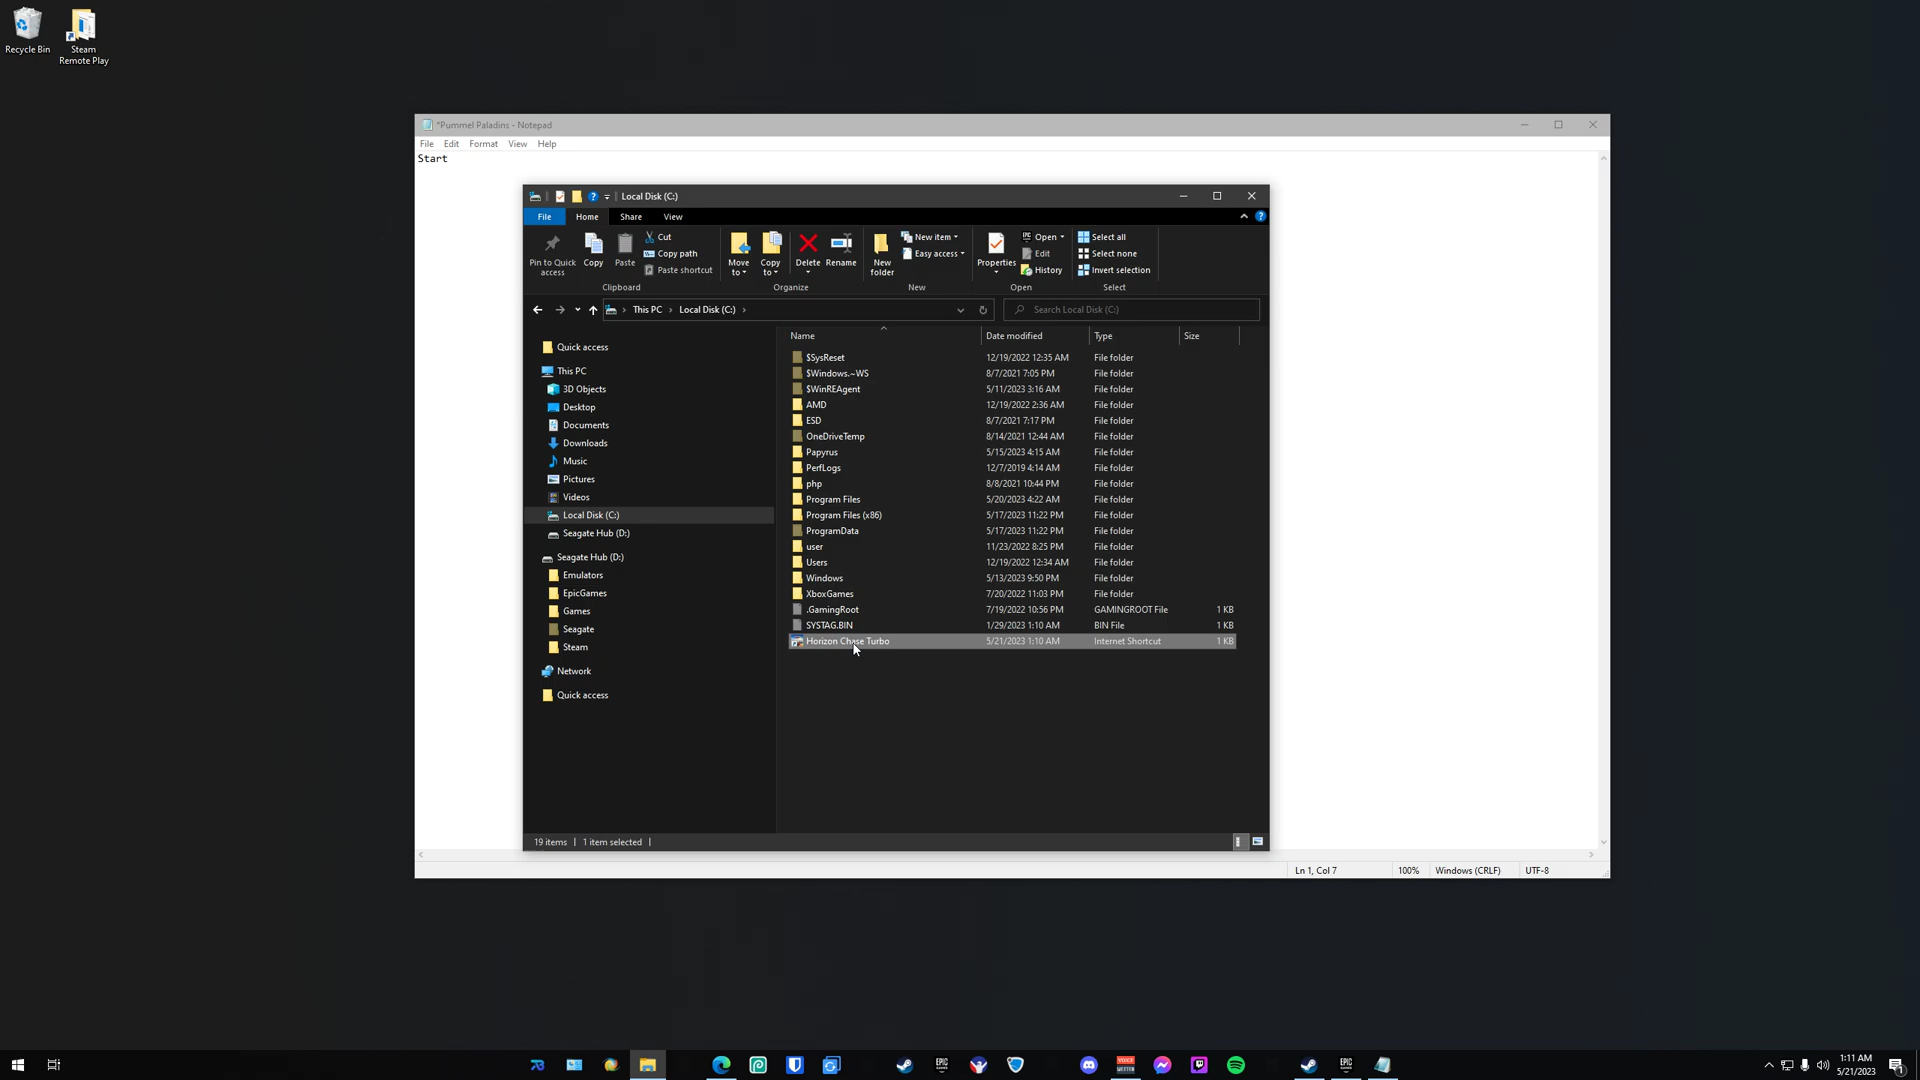 Recycle Bin
Steam
Remote Play
*Pummel Paladins - Notepad
File Edit Format View Help
Start
Local Disk (C:)
File Home Share View
Pin to Quick
access
Copy
Paste
Cut
Copy path
Paste shortcut
Clipboard
Move
to
Copy
to
Delete
Rename
Organize
New
folder
New item
Easy access
New
Properties
Open
Edit
History
Open
Select all
Select none
Invert selection
Select
This PC > Local Disk (C:) >
Search Local Disk (C:)
Quick access
This PC
3D Objects
Desktop
Documents
Downloads
Music
Pictures
Videos
Local Disk (C:)
Seagate Hub (D:)
Seagate Hub (D:)
Emulators
EpicGames
Games
Seagate
Steam
Network
Quick access
Name Date modified Type Size
$SysReset 12/19/2022 12:35 AM File folder
$Windows.~WS 8/7/2021 7:05 PM File folder
$WinREAgent 5/11/2023 3:16 AM File folder
AMD 12/19/2022 2:36 AM File folder
ESD 8/7/2021 7:17 PM File folder
OneDriveTemp 8/14/2021 12:44 AM File folder
Papyrus 5/15/2023 4:15 AM File folder
PerfLogs 12/7/2019 4:14 AM File folder
php 8/8/2021 10:44 PM File folder
Program Files 5/20/2023 4:22 AM File folder
Program Files (x86) 5/17/2023 11:22 PM File folder
ProgramData 5/17/2023 11:22 PM File folder
user 11/23/2022 8:25 PM File folder
Users 12/19/2022 12:34 AM File folder
Windows 5/13/2023 9:50 PM File folder
XboxGames 7/20/2022 11:03 PM File folder
.GamingRoot 7/19/2022 10:56 PM GAMINGROOT File 1 KB
SYSTAG.BIN 1/29/2023 1:10 AM BIN File 1 KB
Horizon Chase Turbo 5/21/2023 1:10 AM Internet Shortcut 1 KB
19 items 1 item selected
Ln 1, Col 7 100% Windows (CRLF) UTF-8
1:11 AM
5/21/2023